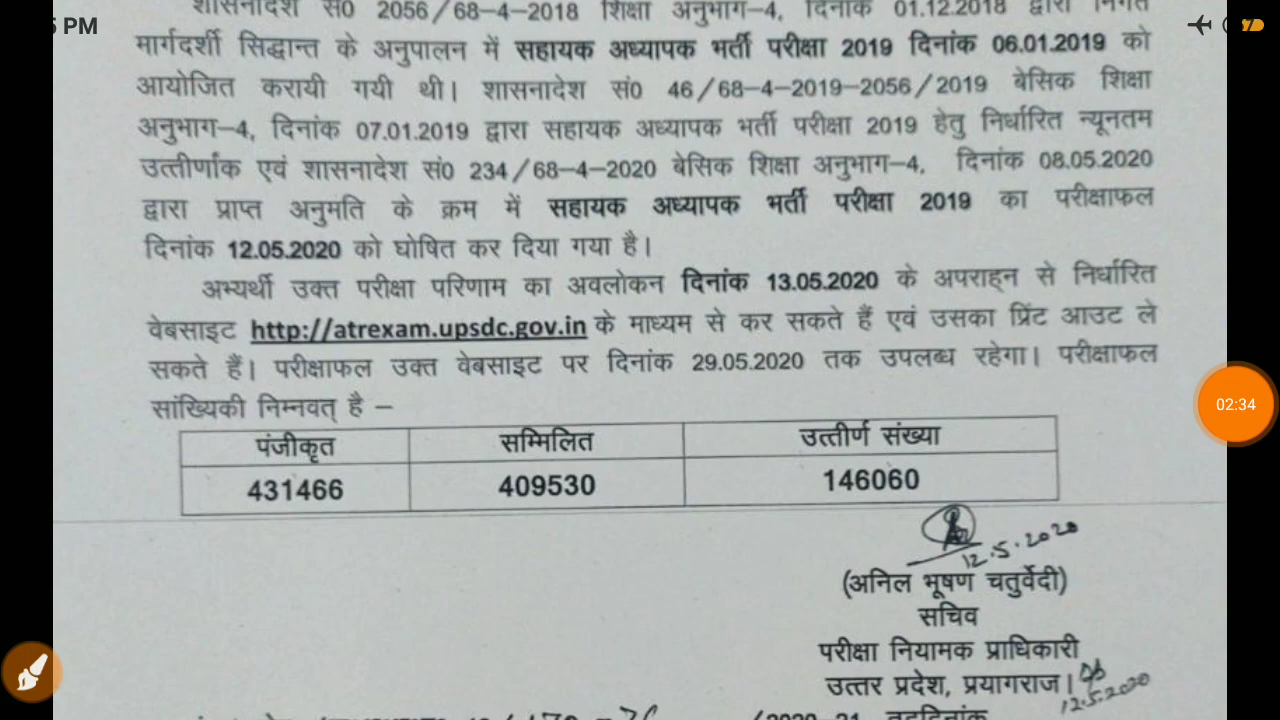 शासनादेश सं0 2056/68-4-2018 शिक्षा अनुभाग-4, दिनांक 01.12.2018 द्वारा निर्गत
5 PM
मार्गदर्शी सिद्धान्त के अनुपालन में सहायक अध्यापक भर्ती परीक्षा 2019 दिनांक 06.01.2019 को
आयोजित करायी गयी थी। शासनादेश सं0 46/68-4-2019-2056/2019 बेसिक शिक्षा
अनुभाग-4, दिनांक 07.01.2019 द्वारा सहायक अध्यापक भर्ती परीक्षा 2019 हेतु निर्धारित न्यूनतम
उत्तीर्णांक एवं शासनादेश सं0 234/68-4-2020 बेसिक शिक्षा अनुभाग-4, दिनांक 08.05.2020
द्वारा प्राप्त अनुमति के क्रम में सहायक अध्यापक भर्ती परीक्षा 2019 का परीक्षाफल
दिनांक 12.05.2020 को घोषित कर दिया गया है।
अभ्यर्थी उक्त परीक्षा परिणाम का अवलोकन दिनांक 13.05.2020 के अपराह्न से निर्धारित
वेबसाइट http://atrexam.upsdc.gov.in के माध्यम से कर सकते हैं एवं उसका प्रिंट आउट ले
सकते हैं। परीक्षाफल उक्त वेबसाइट पर दिनांक 29.05.2020 तक उपलब्ध रहेगा। परीक्षाफल
02:34
सांख्यिकी निम्नवत् है –
पंजीकृत सम्मिलित उत्तीर्ण संख्या
431466 409530 146060
12.5.2020
(अनिल भूषण चतुर्वेदी)
सचिव
परीक्षा नियामक प्राधिकारी
उत्तर प्रदेश, प्रयागराज।
12.5.2020
/2020-21 तददिनांक